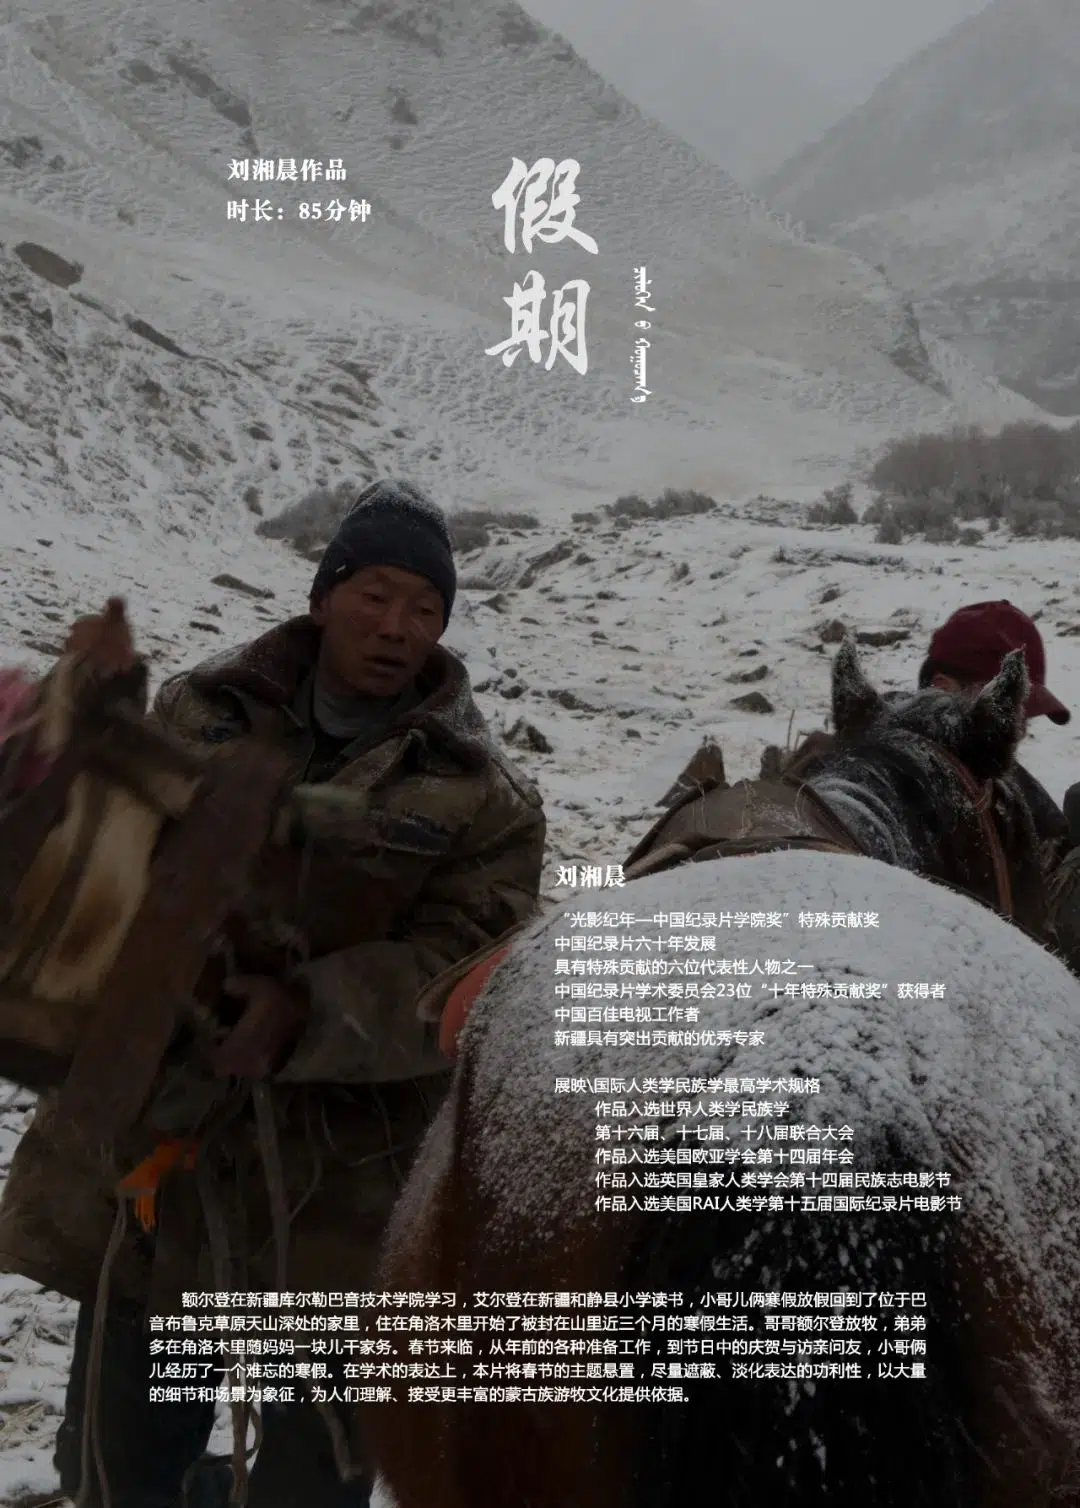 刘湘晨作品
时长：85分钟
假期
刘湘晨
“光影纪年—中国纪录片学院奖”特殊贡献奖
中国纪录片六十年发展
具有特殊贡献的六位代表性人物之一
中国纪录片学术委员会23位“十年特殊贡献奖”获得者
中国百佳电视工作者
新疆具有突出贡献的优秀专家
展映\国际人类学民族学最高学术规格
作品入选世界人类学民族学
第十六届、十七届、十八届联合大会
作品入选美国欧亚学会第十四届年会
作品入选英国皇家人类学会第十四届民族志电影节
作品入选美国RAI人类学第十五届国际纪录片电影节
额尔登在新疆库尔勒巴音技术学院学习，艾尔登在新疆和静县小学读书，小哥儿俩寒假放假回到了位于巴
音布鲁克草原天山深处的家里，住在角洛木里开始了被封在山里近三个月的寒假生活。哥哥额尔登放牧，弟弟
多在角洛木里随妈妈一块儿干家务。春节来临，从年前的各种准备工作，到节日中的庆贺与访亲问友，小哥俩
儿经历了一个难忘的寒假。在学术的表达上，本片将春节的主题悬置，尽量遮蔽、淡化表达的功利性，以大量
的细节和场景为象征，为人们理解、接受更丰富的蒙古族游牧文化提供依据。